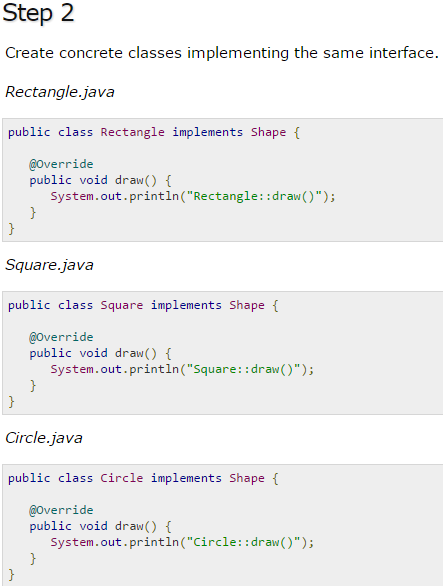 Step 2
Create concrete classes implementing the same interface.
Rectangle.java
public class Rectangle implements Shape {
   @Override
   public void draw() {
      System.out.println("Rectangle::draw()");
   }
}
Square.java
public class Square implements Shape {
   @Override
   public void draw() {
      System.out.println("Square::draw()");
   }
}
Circle.java
public class Circle implements Shape {
   @Override
   public void draw() {
      System.out.println("Circle::draw()");
   }
}